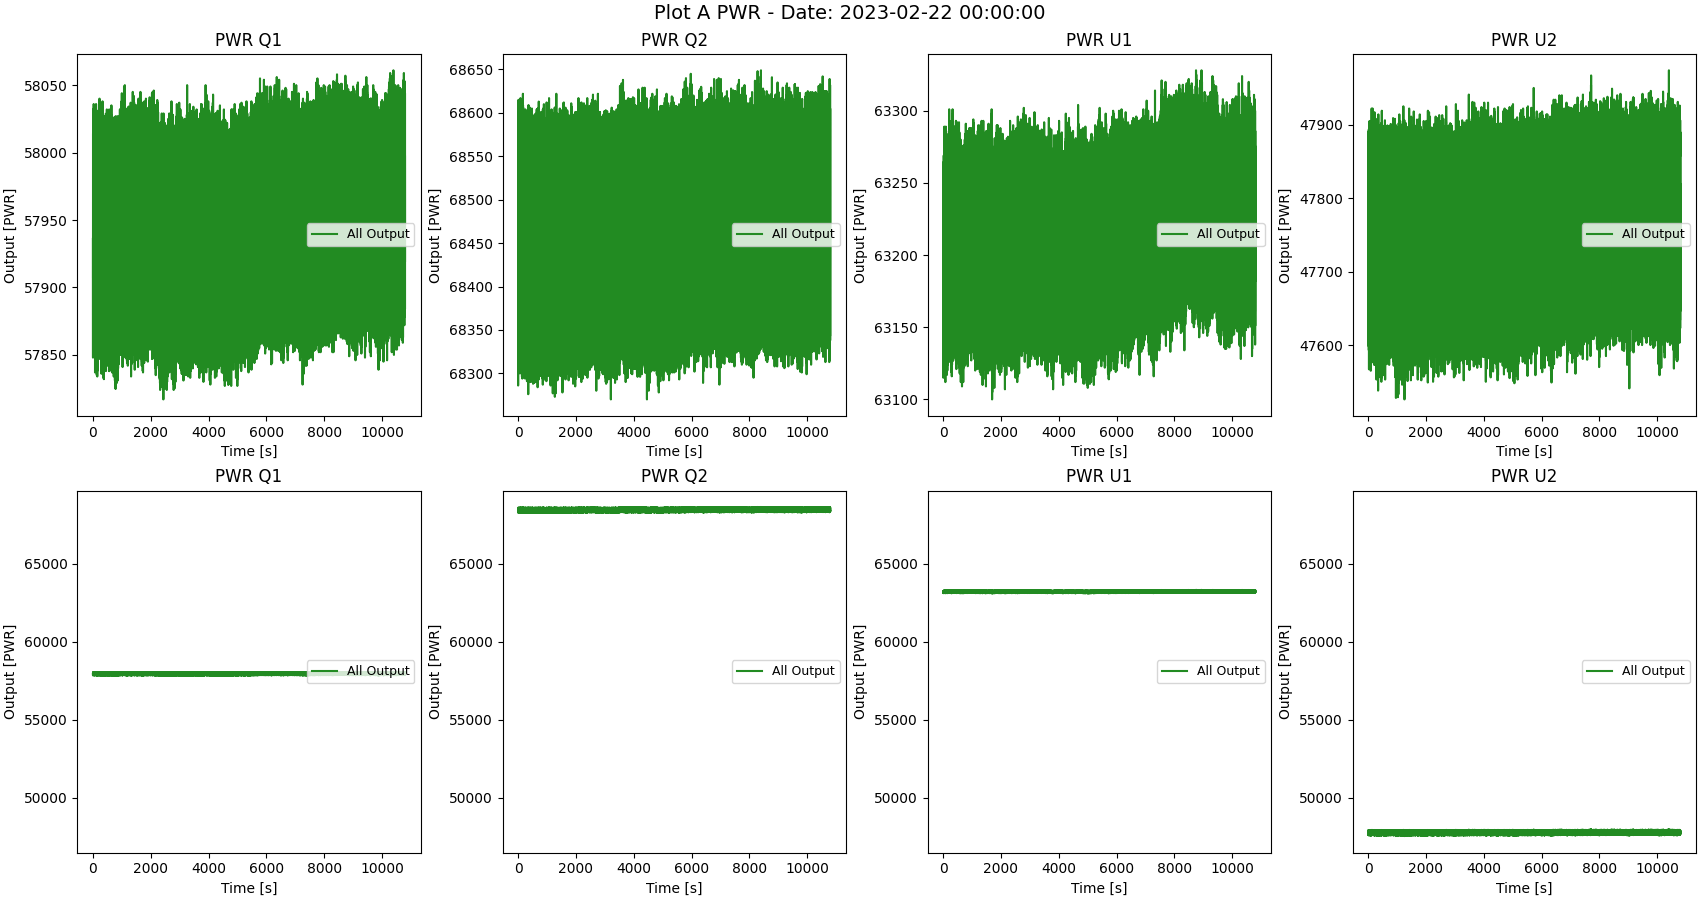 Plot A PWR - Date: 2023-02-22 00:00:00
PWR Q1
58050
58000
57950
57900
57850
Output [PWR]
All Output
0 2000 4000 6000 8000 10000
Time [s]
PWR Q2
68650
68600
68550
68500
68450
68400
68350
68300
Output [PWR]
All Output
0 2000 4000 6000 8000 10000
Time [s]
PWR U1
63300
63250
63200
63150
63100
Output [PWR]
All Output
0 2000 4000 6000 8000 10000
Time [s]
PWR U2
47900
47800
47700
47600
Output [PWR]
All Output
0 2000 4000 6000 8000 10000
Time [s]
PWR Q1
65000
60000
55000
50000
Output [PWR]
All Output
0 2000 4000 6000 8000 10000
Time [s]
PWR Q2
65000
60000
55000
50000
Output [PWR]
All Output
0 2000 4000 6000 8000 10000
Time [s]
PWR U1
65000
60000
55000
50000
Output [PWR]
All Output
0 2000 4000 6000 8000 10000
Time [s]
PWR U2
65000
60000
55000
50000
Output [PWR]
All Output
0 2000 4000 6000 8000 10000
Time [s]